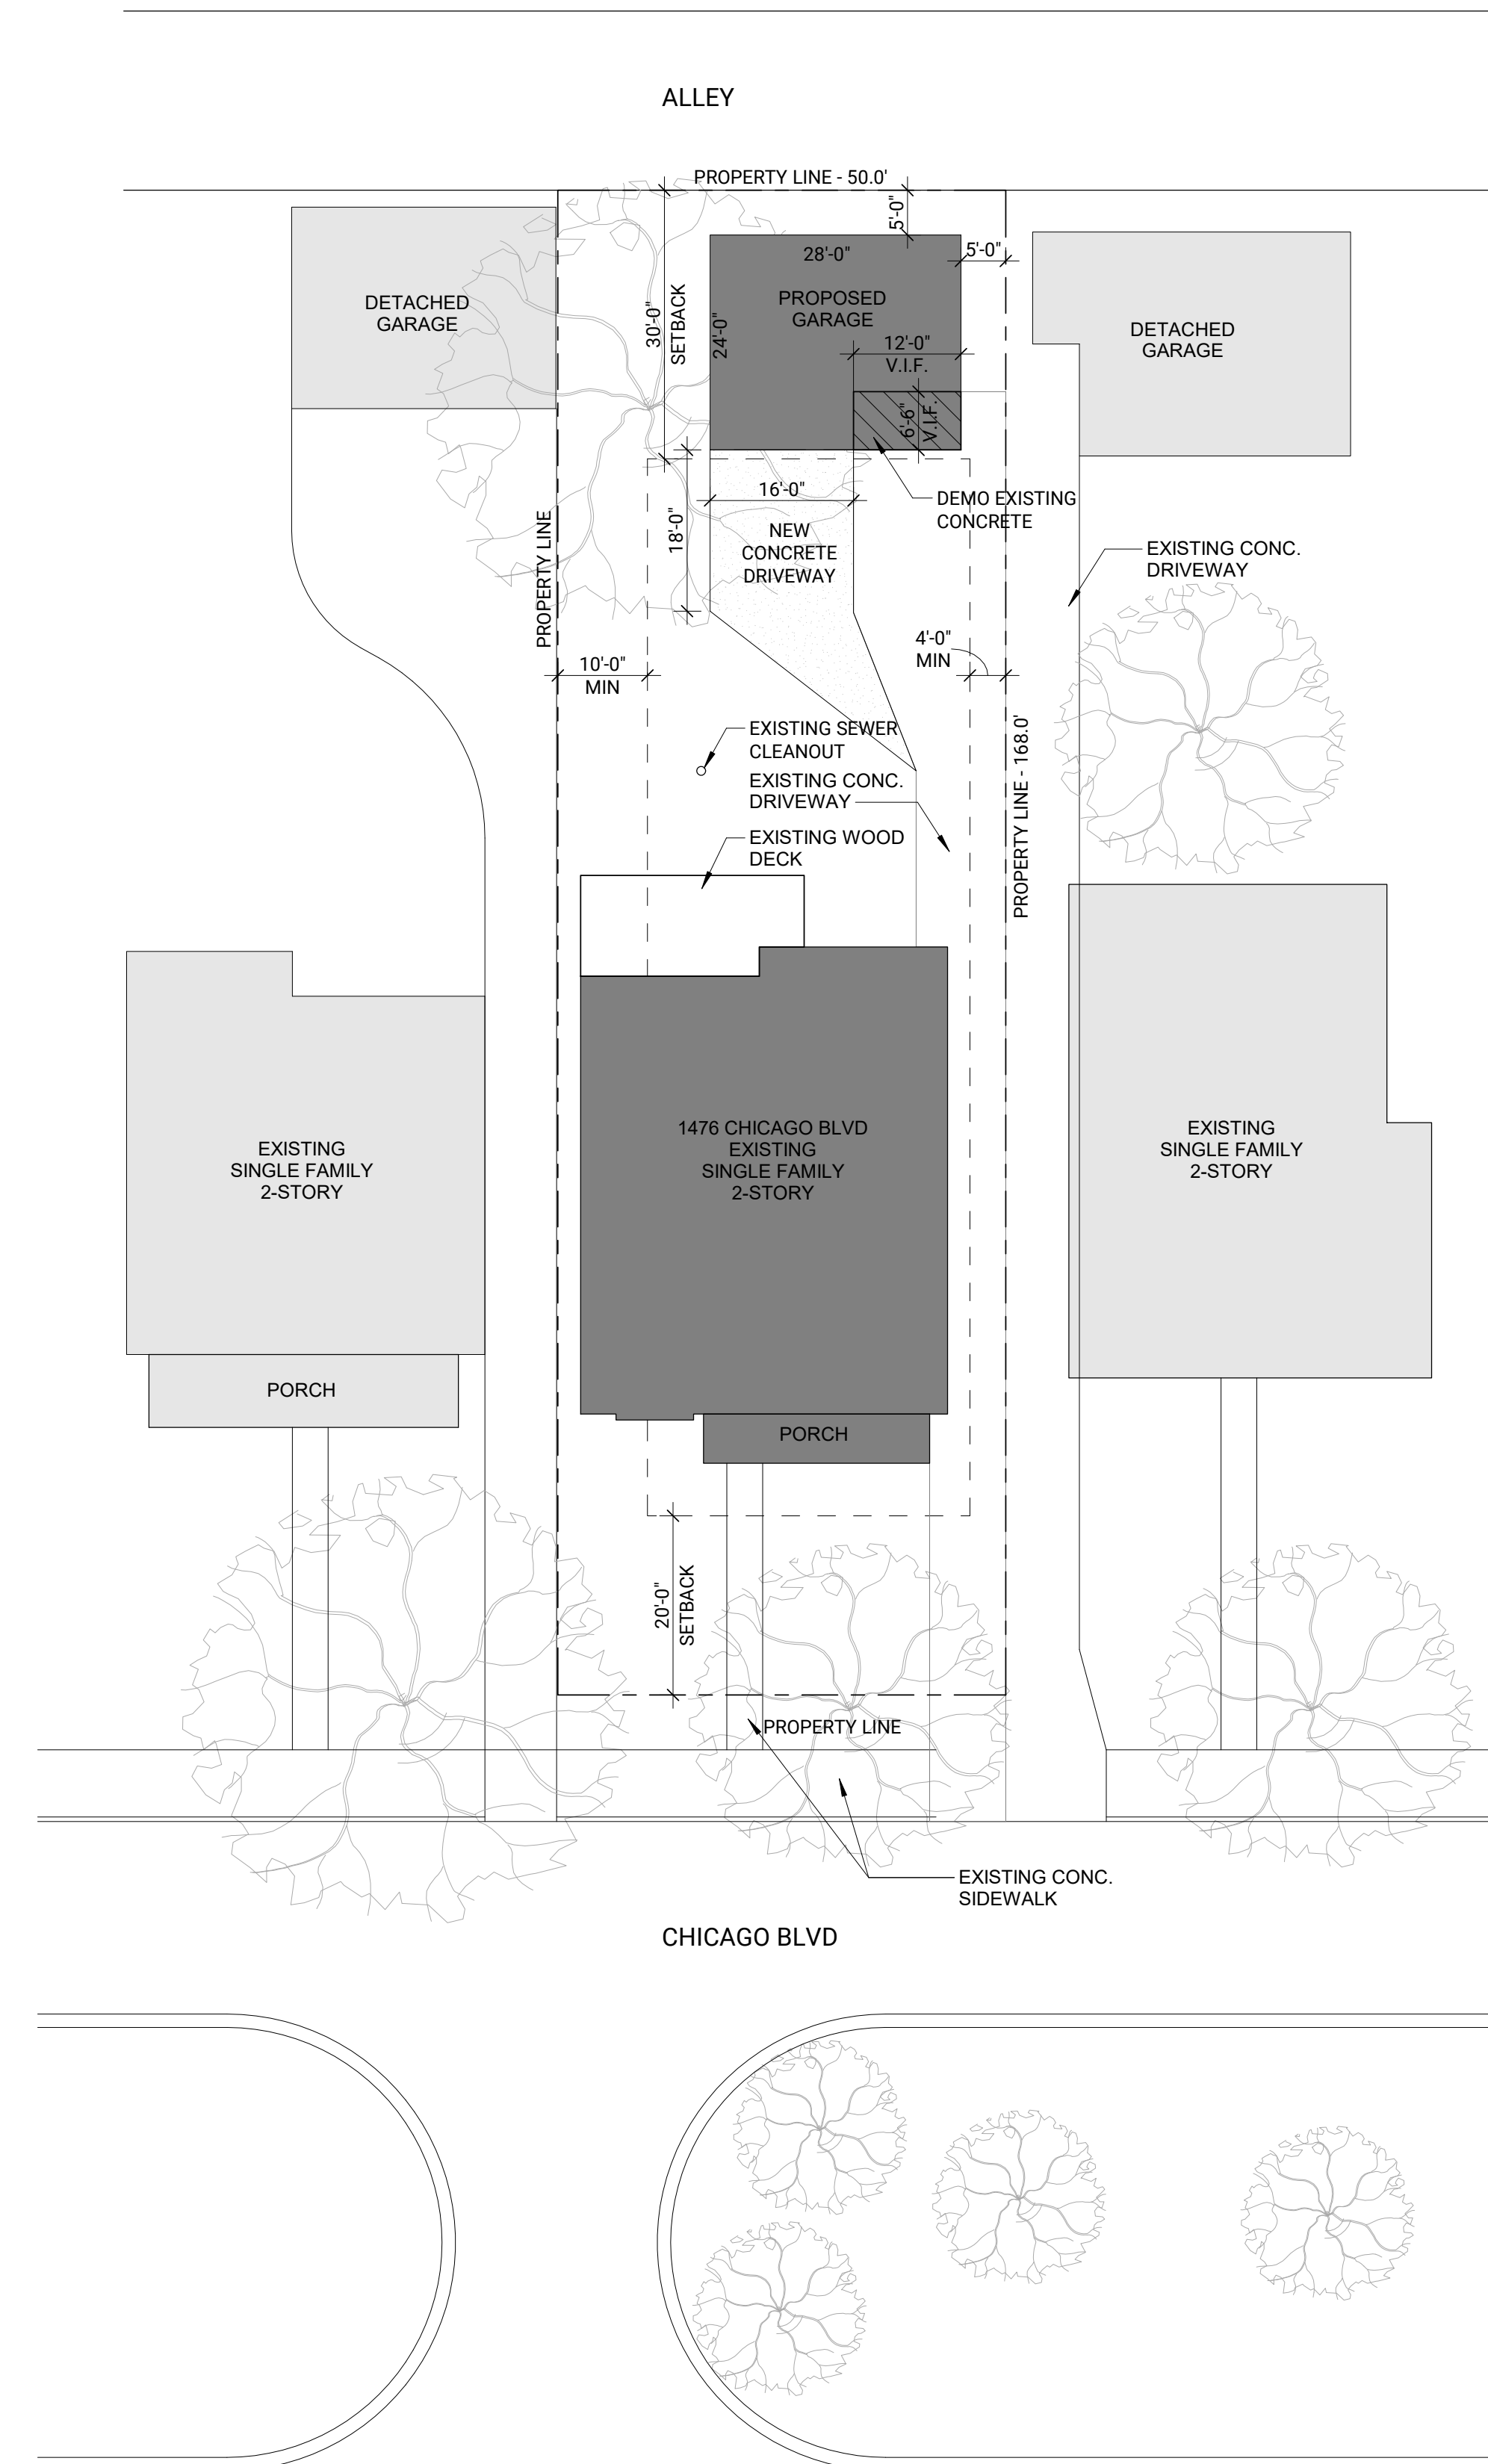 ALLEY
PROPERTY LINE - 50.0'
5'-0"
28'-0"
5'-0"
DETACHED
GARAGE
30'-0"
SETBACK
24'-0"
PROPOSED
GARAGE
DETACHED
GARAGE
12'-0"
V.I.F.
6'-6"
V.I.F.
16'-0"
DEMO EXISTING
CONCRETE
18'-0"
NEW
CONCRETE
DRIVEWAY
PROPERTY LINE
EXISTING CONC.
DRIVEWAY
10'-0"
MIN
4'-0"
MIN
EXISTING SEWER
CLEANOUT
EXISTING CONC.
DRIVEWAY
PROPERTY LINE - 168.0'
EXISTING WOOD
DECK
EXISTING
SINGLE FAMILY
2-STORY
1476 CHICAGO BLVD
EXISTING
SINGLE FAMILY
2-STORY
EXISTING
SINGLE FAMILY
2-STORY
PORCH
PORCH
20'-0"
SETBACK
PROPERTY LINE
EXISTING CONC.
SIDEWALK
CHICAGO BLVD